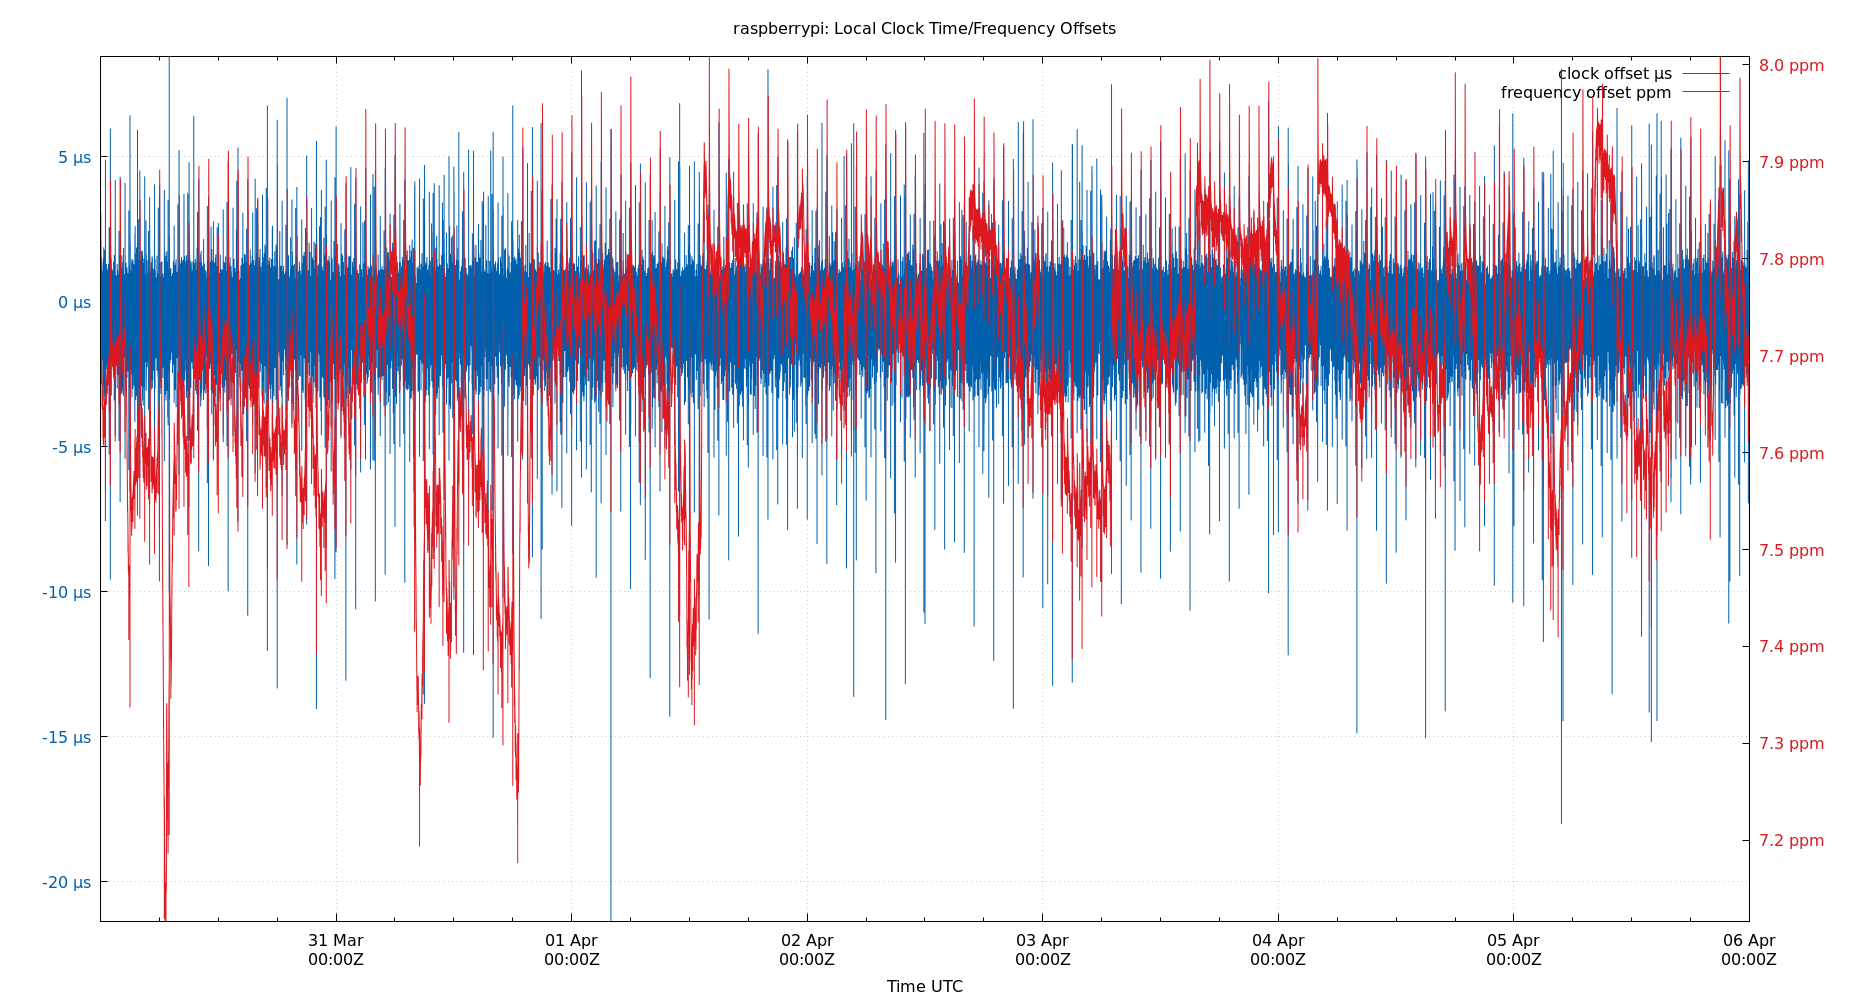 raspberrypi: Local Clock Time/Frequency Offsets
clock offset µs
frequency offset ppm
5 µs
0 µs
-5 µs
-10 µs
-15 µs
-20 µs
8.0 ppm
7.9 ppm
7.8 ppm
7.7 ppm
7.6 ppm
7.5 ppm
7.4 ppm
7.3 ppm
7.2 ppm
31 Mar 01 Apr 02 Apr 03 Apr 04 Apr 05 Apr 06 Apr
00:00Z 00:00Z 00:00Z 00:00Z 00:00Z 00:00Z 00:00Z
Time UTC